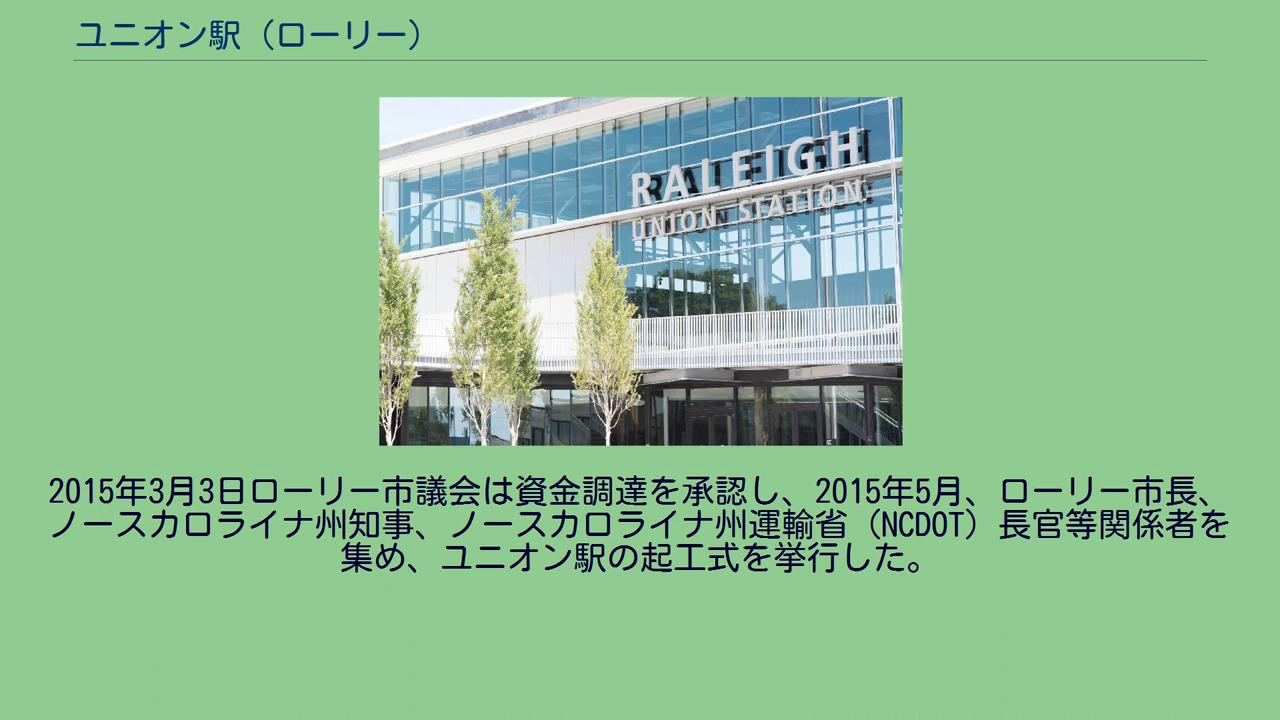 ユニオン駅（ローリー）
RALEIGH
UNION STATION
2015年3月3日ローリー市議会は資金調達を承認し、2015年5月、ローリー市長、
ノースカロライナ州知事、ノースカロライナ州運輸省（NCDOT）長官等関係者を
集め、ユニオン駅の起工式を挙行した。